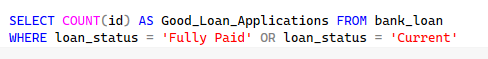 SELECT COUNT(id) AS Good_Loan_Applications FROM bank_loan
WHERE loan_status = 'Fully Paid' OR loan_status = 'Current'